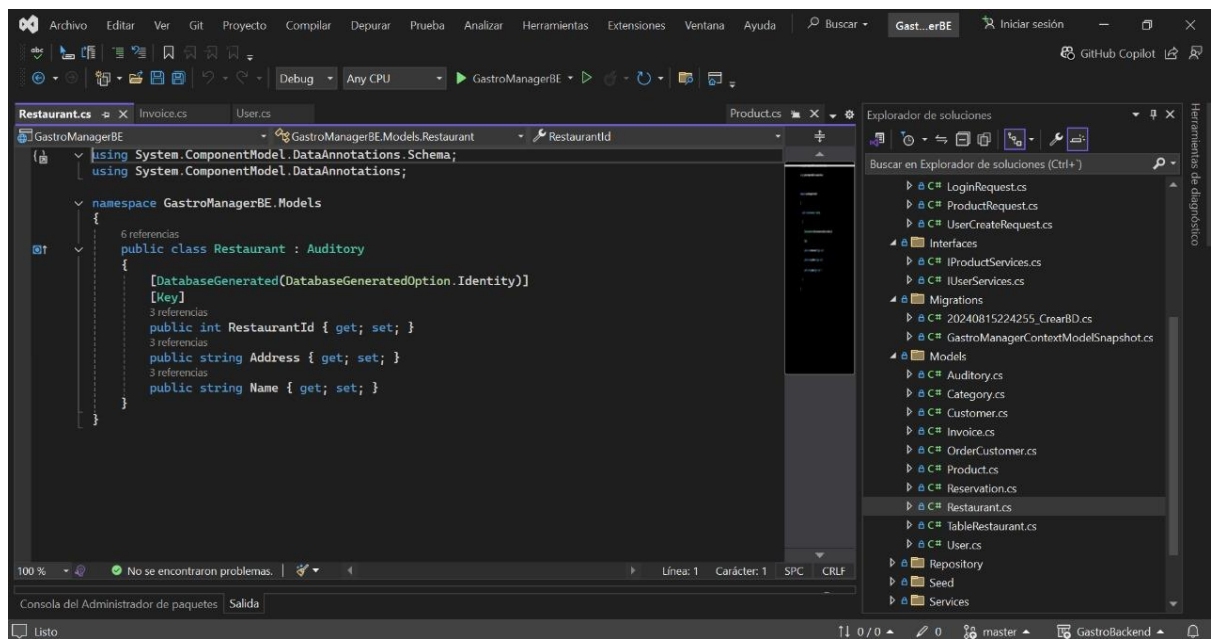 Archivo Editar Ver Git Proyecto Compilar Depurar Prueba Analizar Herramientas Extensiones Ventana Ayuda Buscar Gast...erBE Iniciar sesión
abc
GitHub Copilot
Debug Any CPU GastroManagerBE
Restaurant.cs Invoice.cs User.cs Product.cs
GastroManagerBE GastroManagerBE.Models.Restaurant RestaurantId
using System.ComponentModel.DataAnnotations.Schema;
using System.ComponentModel.DataAnnotations;
namespace GastroManagerBE.Models
{
6 referencias
public class Restaurant : Auditory
{
[DatabaseGenerated(DatabaseGeneratedOption.Identity)]
[Key]
3 referencias
public int RestaurantId { get; set; }
3 referencias
public string Address { get; set; }
3 referencias
public string Name { get; set; }
}
}
100 % No se encontraron problemas. Línea: 1 Carácter: 1 SPC CRLF
Consola del Administrador de paquetes Salida
Explorador de soluciones
Buscar en Explorador de soluciones (Ctrl+´)
C# LoginRequest.cs
C# ProductRequest.cs
C# UserCreateRequest.cs
Interfaces
C# IProductServices.cs
C# IUserServices.cs
Migrations
C# 20240815224255_CrearBD.cs
C# GastroManagerContextModelSnapshot.cs
Models
C# Auditory.cs
C# Category.cs
C# Customer.cs
C# Invoice.cs
C# OrderCustomer.cs
C# Product.cs
C# Reservation.cs
C# Restaurant.cs
C# TableRestaurant.cs
C# User.cs
Repository
Seed
Services
Herramientas de diagnóstico
Listo 0 / 0 0 master GastroBackend